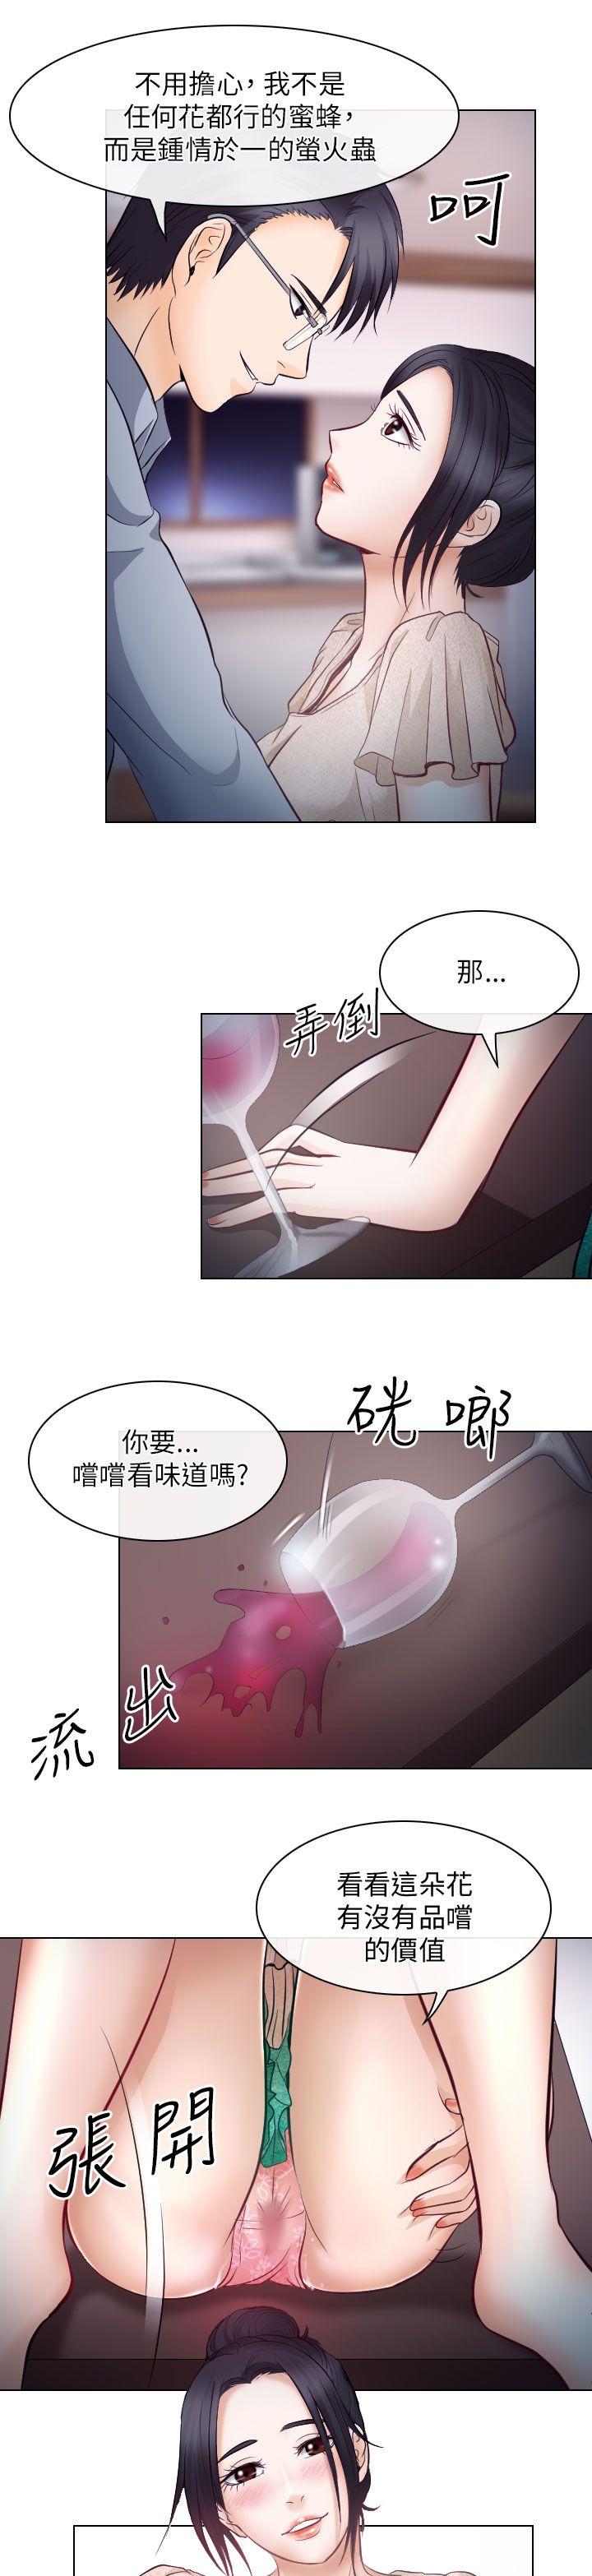 不用擔心，我不是
任何花都行的蜜蜂，
而是鍾情於一的螢火蟲
呵
那...
弄倒
硄啷
你要...
嚐嚐看味道嗎?
流出
看看這朵花
有沒有品嚐
的價值
張開